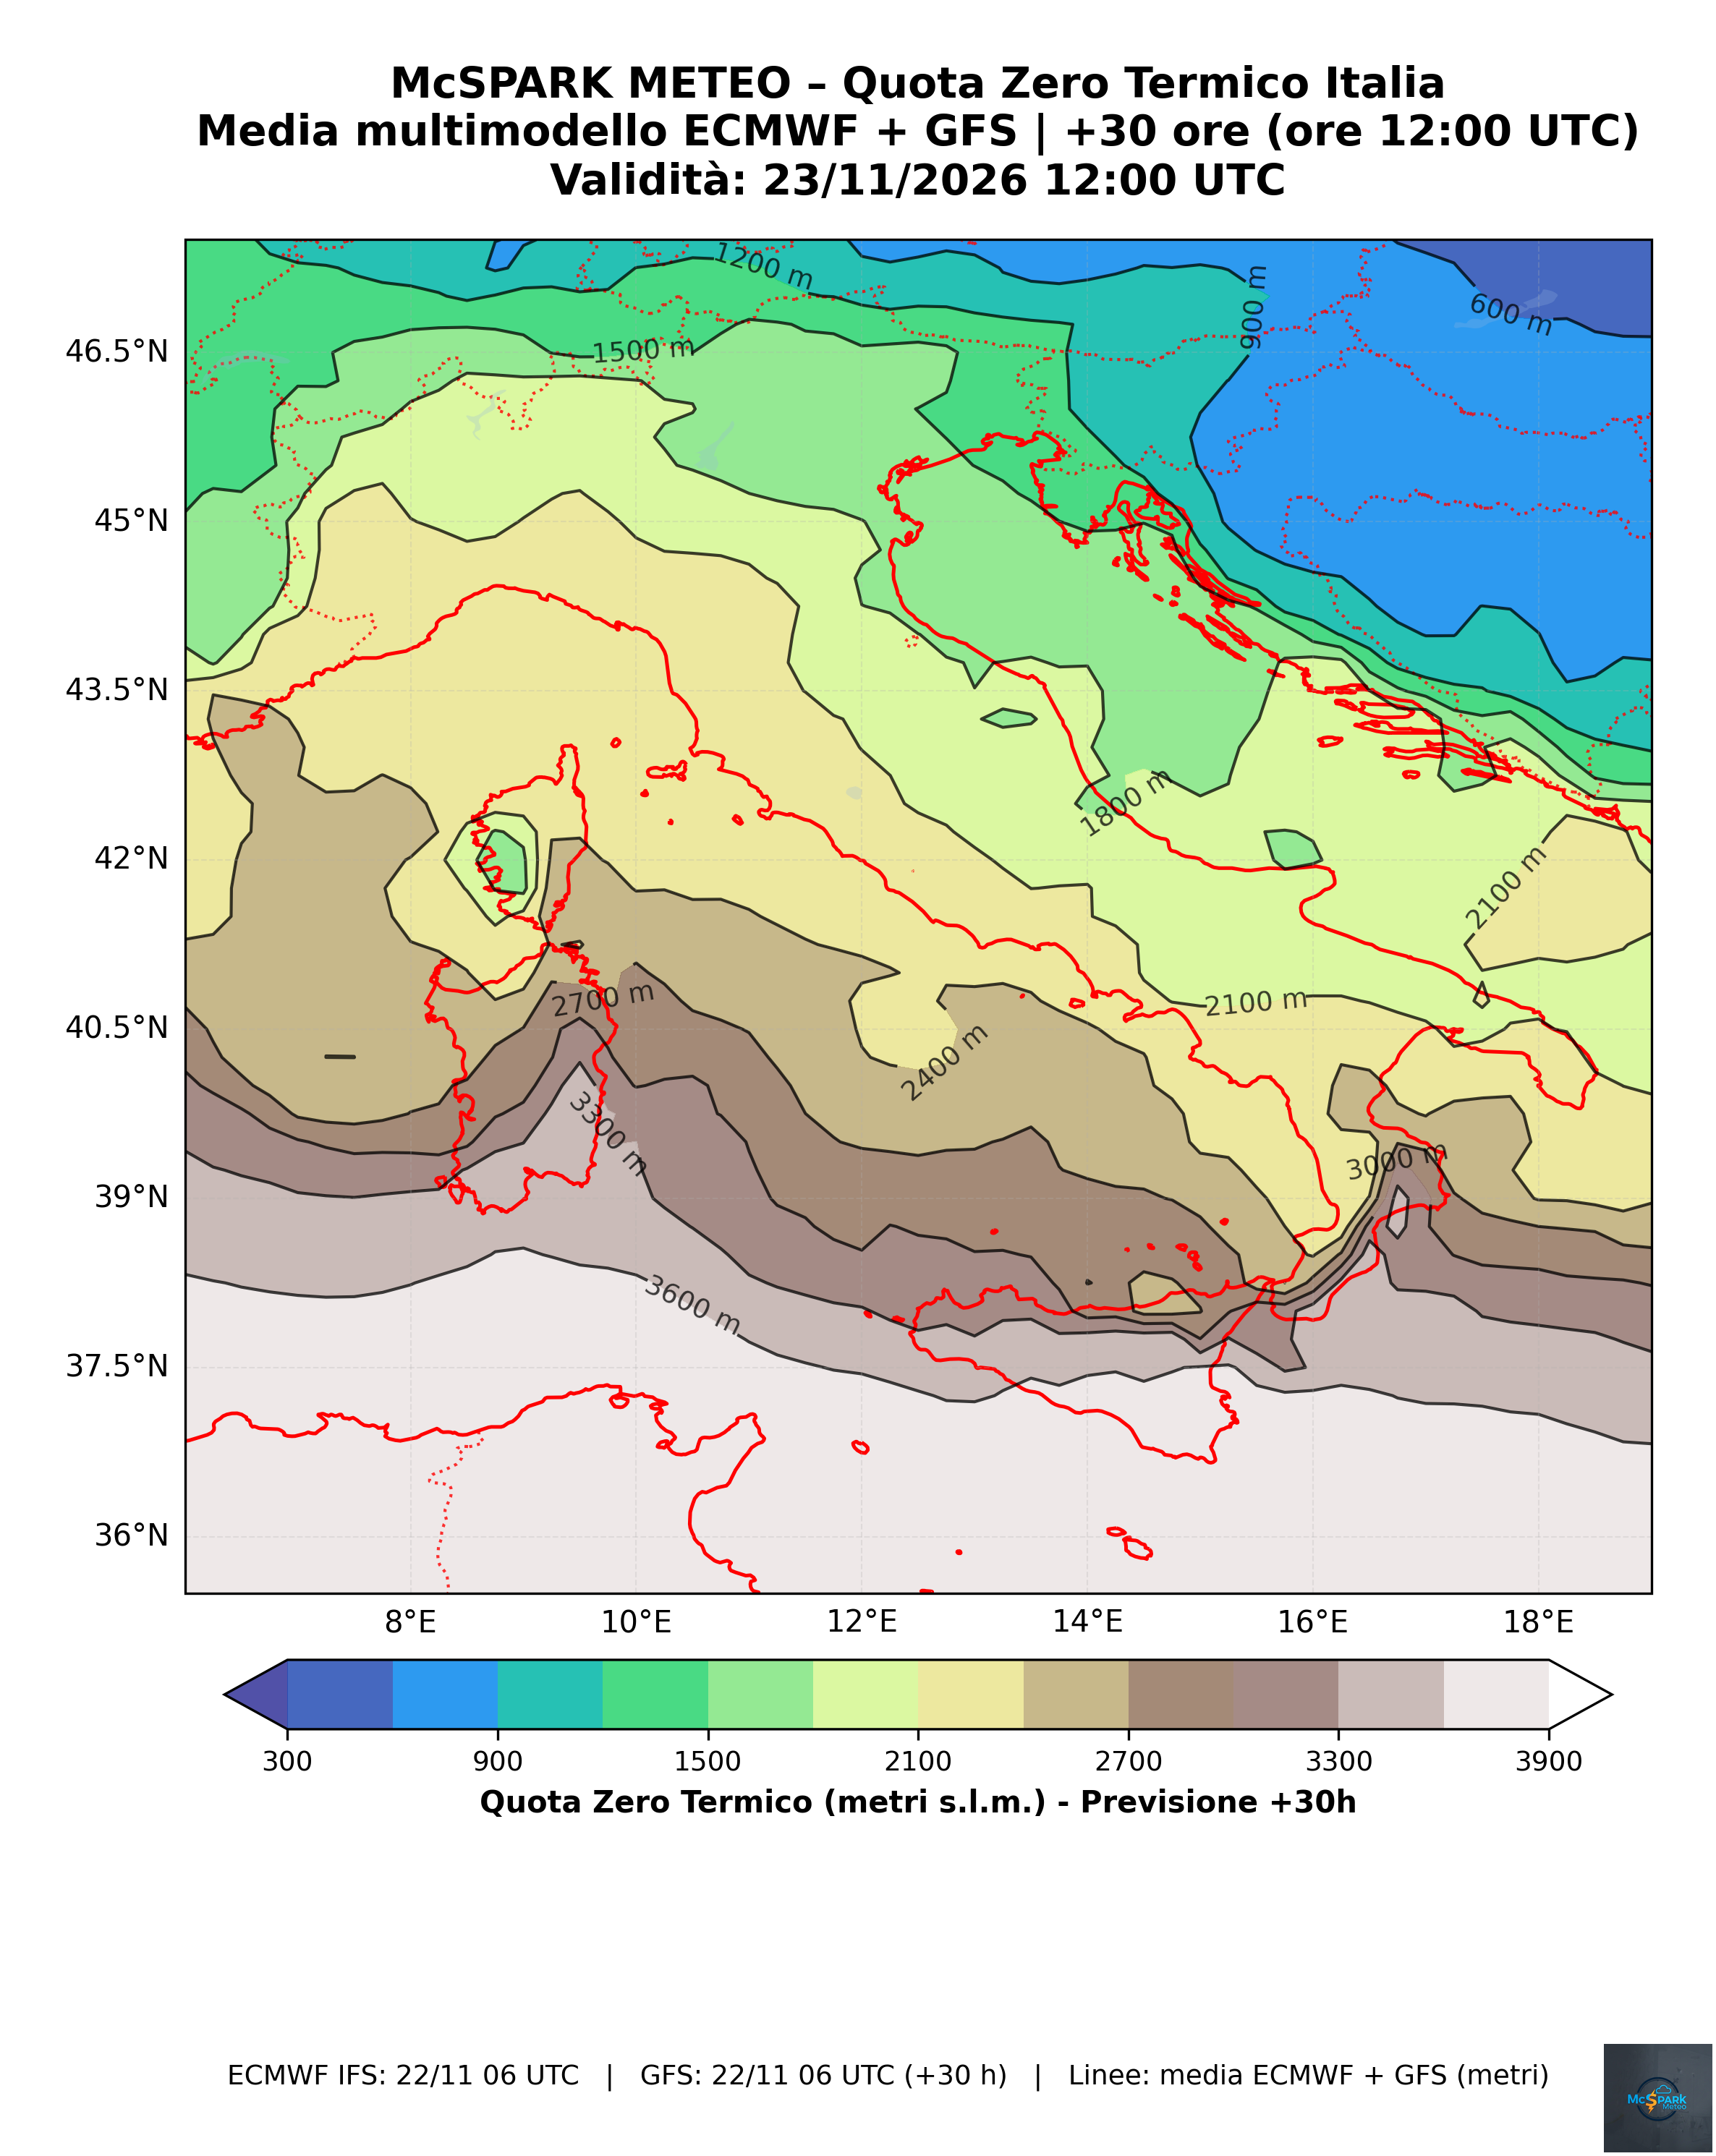 McSPARK METEO – Quota Zero Termico Italia
Media multimodello ECMWF + GFS | +30 ore (ore 12:00 UTC)
Validità: 23/11/2026 12:00 UTC
1200 m
900 m
600 m
46.5°N
1500 m
45°N
43.5°N
1800 m
42°N
2100 m
2700 m
2100 m
40.5°N
2400 m
3300 m
3000 m
39°N
3600 m
37.5°N
36°N
8°E 10°E 12°E 14°E 16°E 18°E
300 900 1500 2100 2700 3300 3900
Quota Zero Termico (metri s.l.m.) - Previsione +30h
ECMWF IFS: 22/11 06 UTC | GFS: 22/11 06 UTC (+30 h) | Linee: media ECMWF + GFS (metri)
McSPARK
Meteo